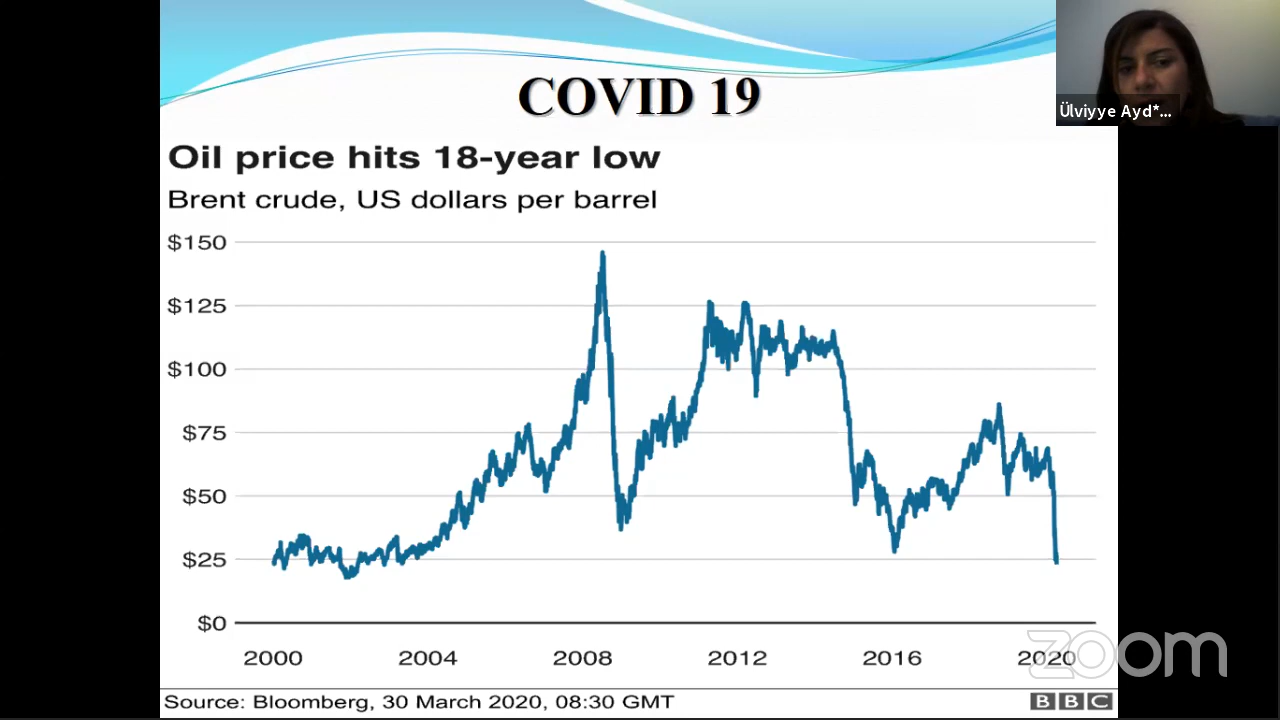 COVID 19
Ülviyye Ayd*...
Oil price hits 18-year low
Brent crude, US dollars per barrel
$150
$125
$100
$75
$50
$25
$0
2000 2004 2008 2012 2016 2020
zoom
Source: Bloomberg, 30 March 2020, 08:30 GMT
BBC